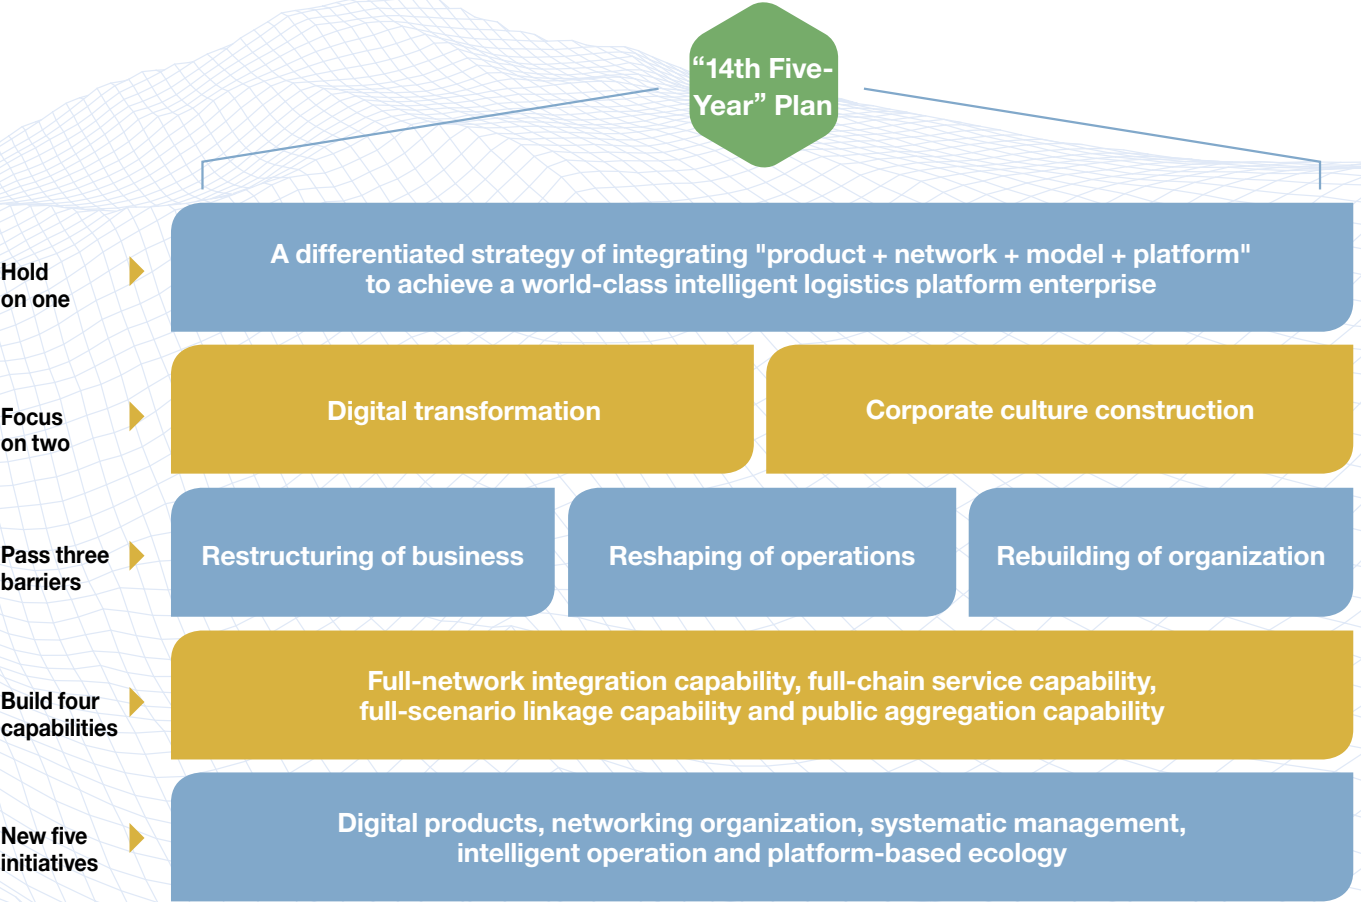 “14th Five-
Year” Plan
Hold
on one
A differentiated strategy of integrating "product + network + model + platform"
to achieve a world-class intelligent logistics platform enterprise
Focus
on two
Digital transformation
Corporate culture construction
Pass three
barriers
Restructuring of business
Reshaping of operations
Rebuilding of organization
Build four
capabilities
Full-network integration capability, full-chain service capability,
full-scenario linkage capability and public aggregation capability
New five
initiatives
Digital products, networking organization, systematic management,
intelligent operation and platform-based ecology